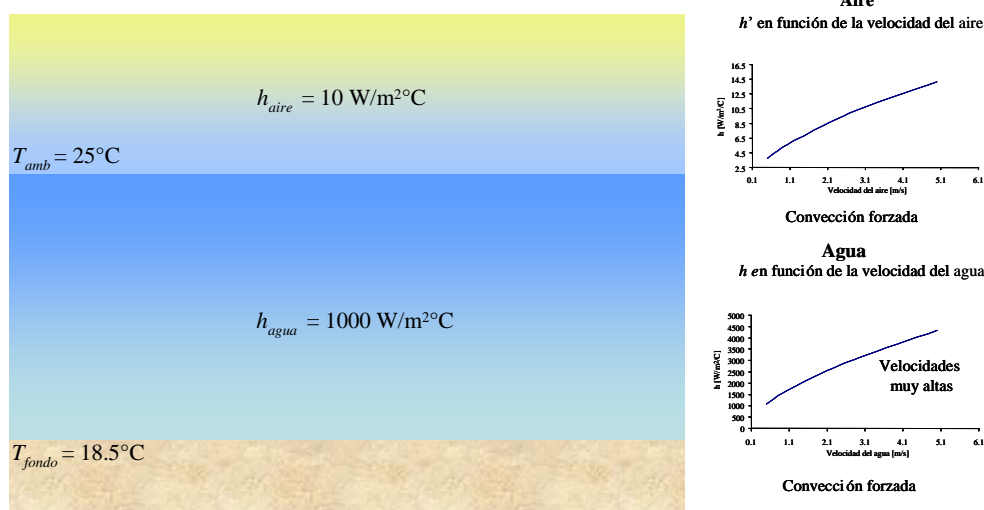 h_aire = 10 W/m²°C
T_amb = 25°C
h_agua = 1000 W/m²°C
T_fondo = 18.5°C
Aire
h' en función de la velocidad del aire
h [W/m²/C]
16.5
14.5
12.5
10.5
8.5
6.5
4.5
2.5
0.1 1.1 2.1 3.1 4.1 5.1 6.1
Velocidad del aire [m/s]
Convección forzada
Agua
h en función de la velocidad del agua
h [W/m²/C]
5000
4500
4000
3500
3000
2500
2000
1500
1000
500
0
Velocidades
muy altas
0.1 1.1 2.1 3.1 4.1 5.1 6.1
Velocidad del agua [m/s]
Convección forzada